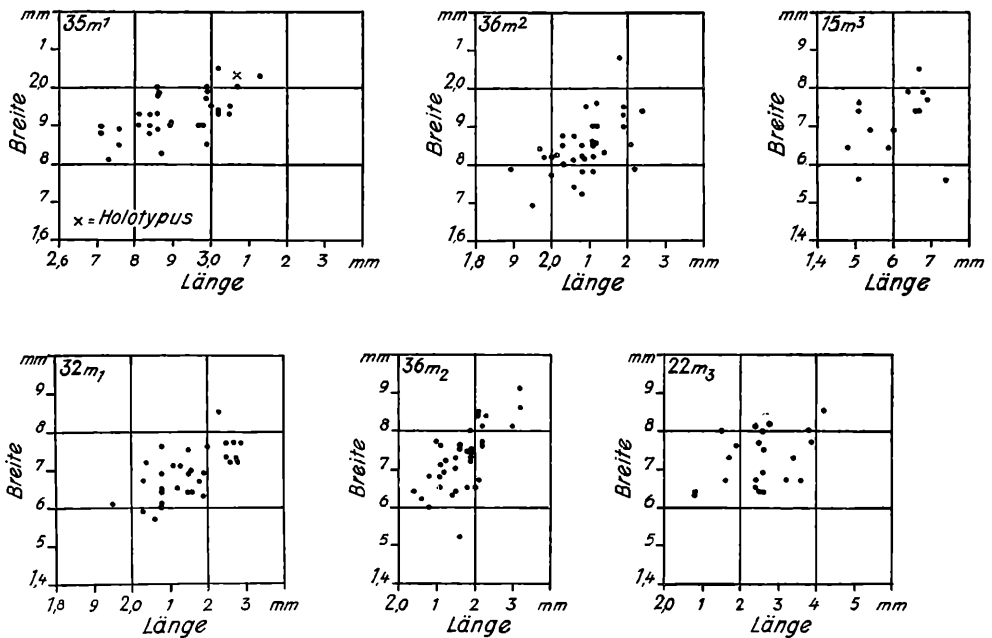 mm
35m¹
1
2,0
9
8
1,6
Breite
x = Holotypus
2,6 7 8 9 3,0 1 2 3 mm
Länge
mm
36m²
1
2,0
9
8
7
1,6
Breite
1,8 9 2,0 1 2 3 mm
Länge
mm
15m³
9
8
7
6
5
1,4
Breite
1,4 5 6 7 mm
Länge
mm
32m₁
9
8
7
6
5
1,4
Breite
1,8 9 2,0 1 2 3 mm
Länge
mm
36m₂
9
8
7
6
5
1,4
Breite
2,0 1 2 3 mm
Länge
mm
22m₃
9
8
7
6
5
1,4
Breite
2,0 1 2 3 4 5 mm
Länge